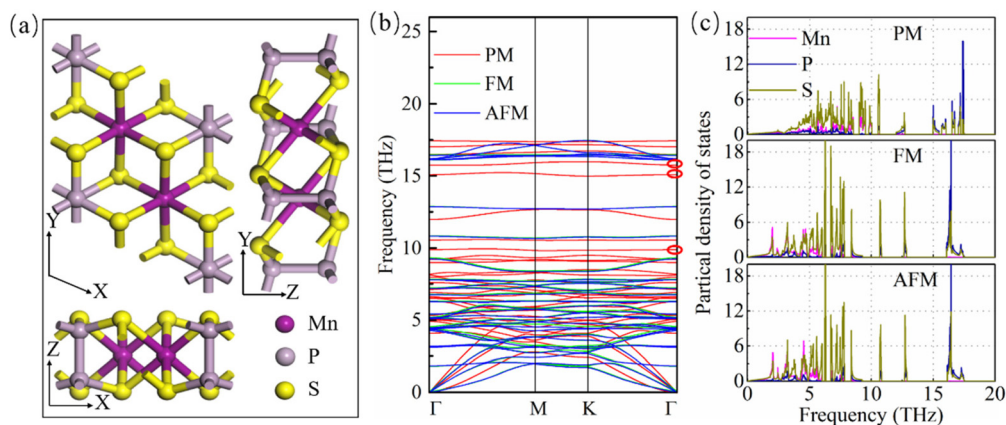 (a)
Y
X
Y
Z
Z
X
Mn
P
S
(b)
25
20
15
10
5
0
Frequency (THz)
PM
FM
AFM
Γ
M
K
Γ
(c)
Partical density of states
18
12
6
0
Mn
P
S
PM
18
12
6
0
FM
18
12
6
0
AFM
0
5
10
15
20
Frequency (THz)